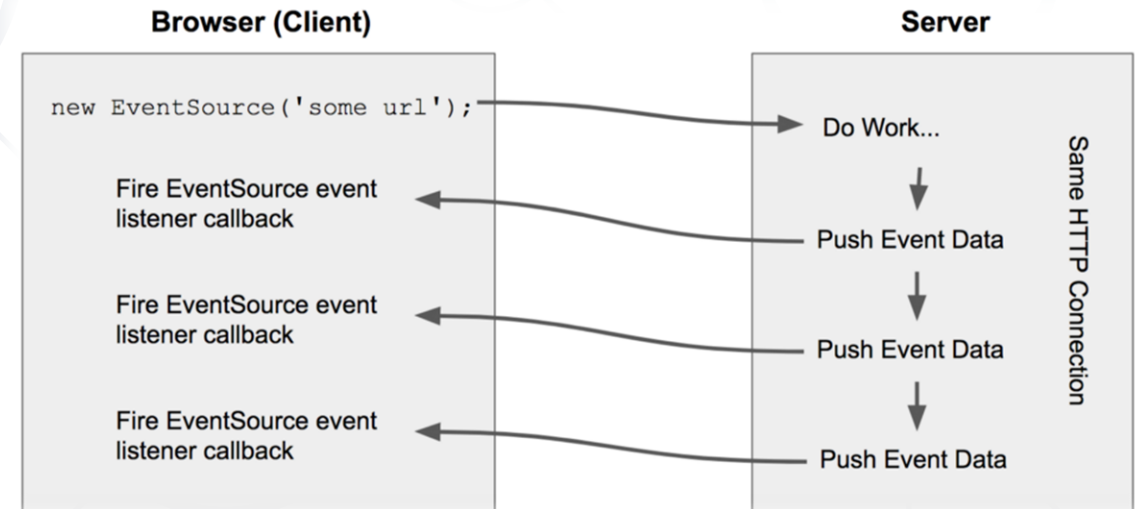 Browser (Client)
Server
new EventSource('some url');
Do Work...
Fire EventSource event
listener callback
Push Event Data
Fire EventSource event
listener callback
Push Event Data
Fire EventSource event
listener callback
Push Event Data
Same HTTP Connection